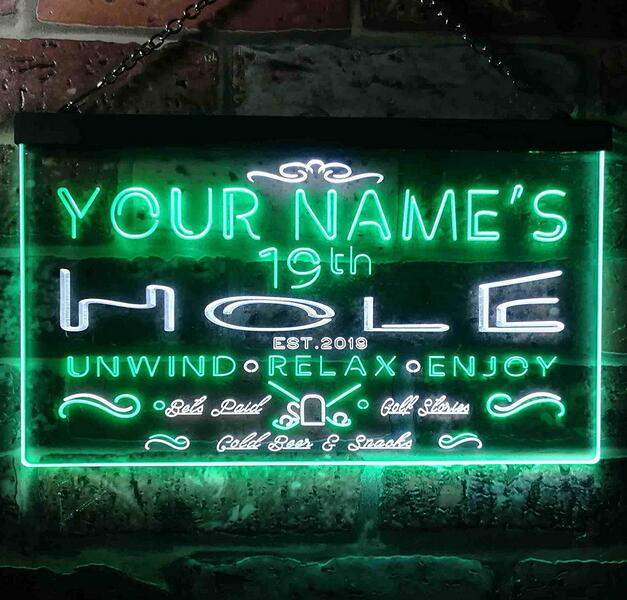 YOUR NAME'S
19th
HOLE
EST.2019
UNWIND • RELAX • ENJOY
Bets Paid Golf Stories
Cold Beer & Snacks